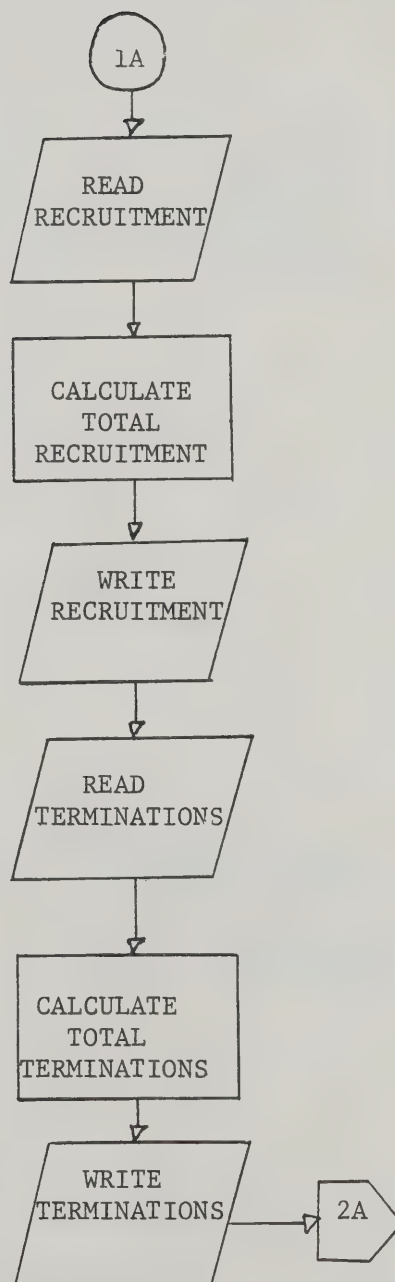 1A
READ
RECRUITMENT
CALCULATE
TOTAL
RECRUITMENT
WRITE
RECRUITMENT
READ
TERMINATIONS
CALCULATE
TOTAL
TERMINATIONS
WRITE
TERMINATIONS
2A